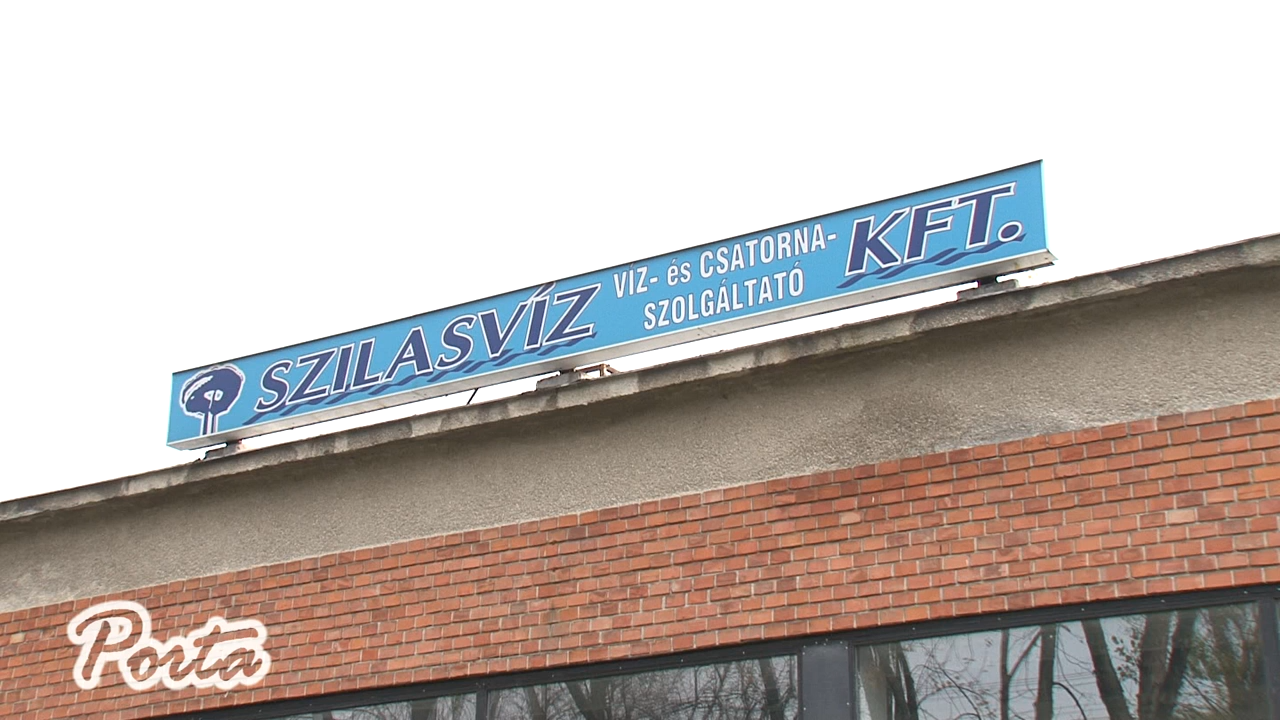 SZILASVÍZ
VÍZ- és CSATORNA-
SZOLGÁLTATÓ
KFT.
Porta